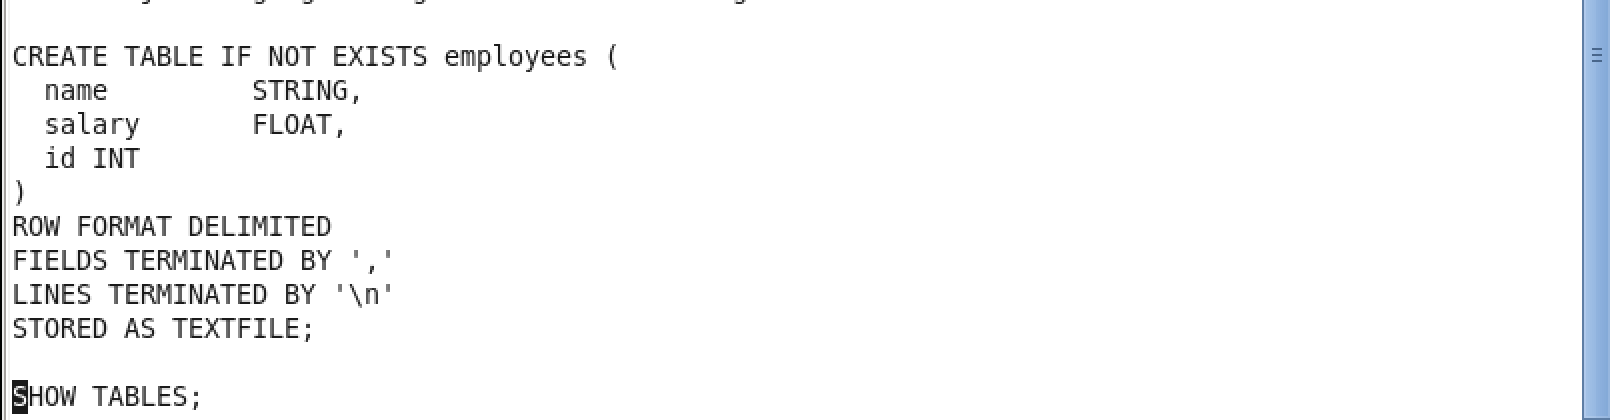 CREATE TABLE IF NOT EXISTS employees (
  name         STRING,
  salary       FLOAT,
  id INT
)
ROW FORMAT DELIMITED
FIELDS TERMINATED BY ','
LINES TERMINATED BY '\n'
STORED AS TEXTFILE;
SHOW TABLES;